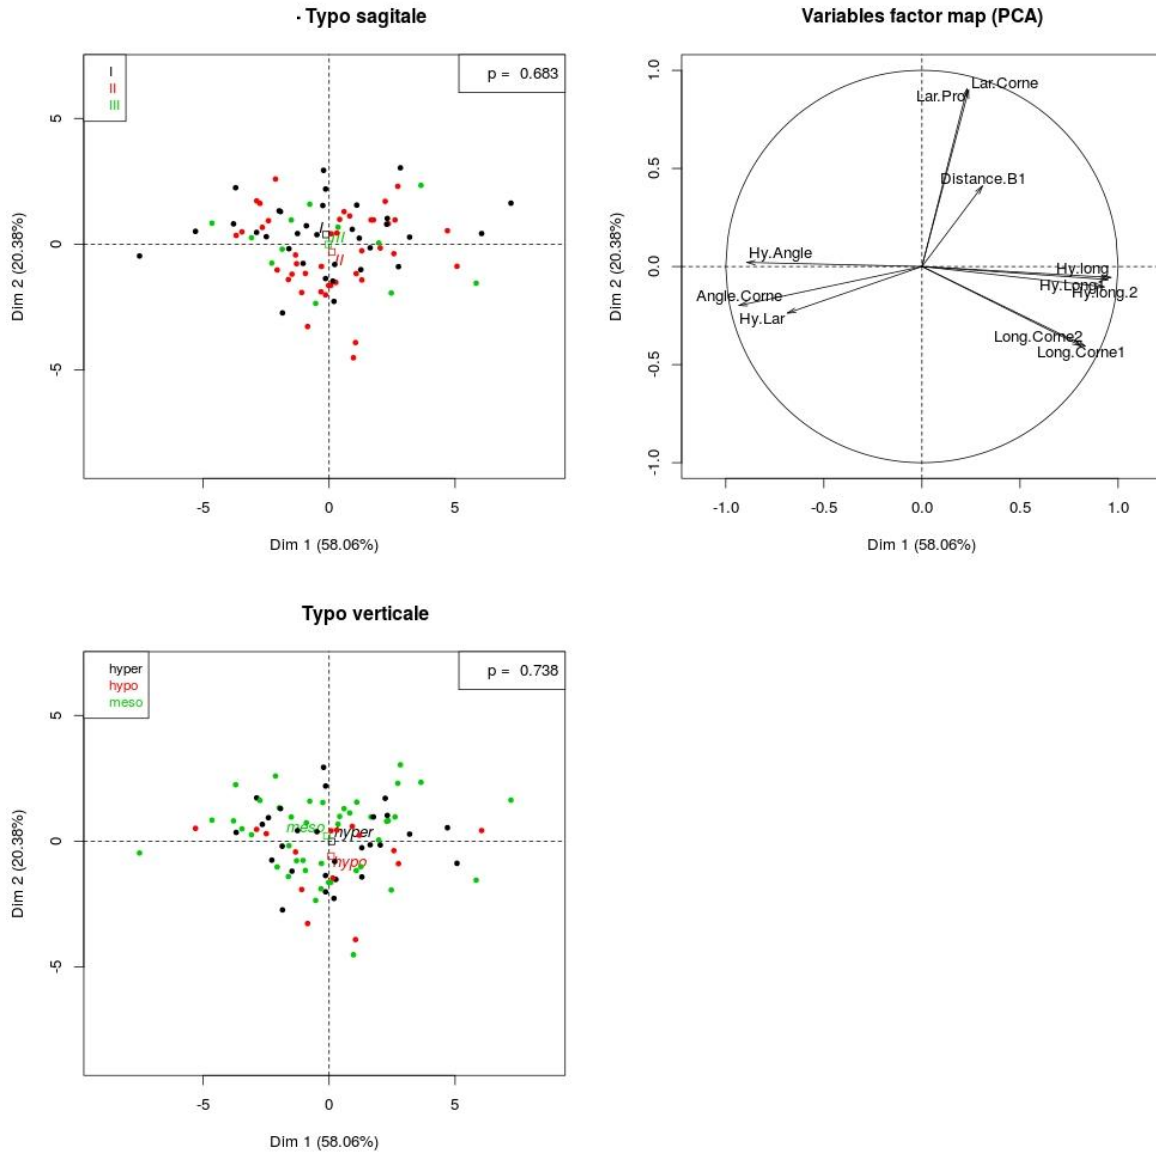 - Typo sagitale
I
II
III
p = 0.683
5
0
-5
Dim 2 (20.38%)
I
III
II
-5
0
5
Dim 1 (58.06%)
Variables factor map (PCA)
1.0
0.5
0.0
-0.5
-1.0
Dim 2 (20.38%)
Lar.Corne
Lar.Pro
Distance.B1
Hy.Angle
Hy.long
Hy.Long1
Hy.long.2
Angle.Corne
Hy.Lar
Long.Corne2
Long.Corne1
-1.0
-0.5
0.0
0.5
1.0
Dim 1 (58.06%)
Typo verticale
hyper
hypo
meso
p = 0.738
5
0
-5
Dim 2 (20.38%)
meso
hyper
hypo
-5
0
5
Dim 1 (58.06%)